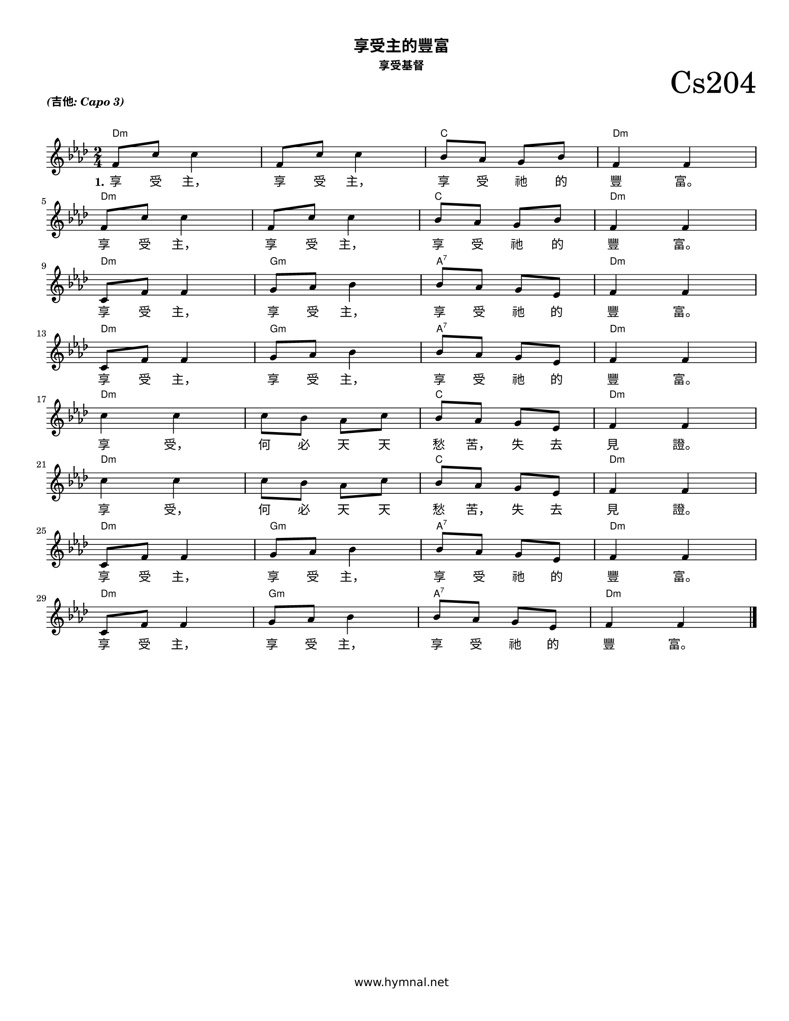 享受主的豐富
享受基督
Cs204
(吉他: Capo 3)
Dm C Dm
1. 享 受 主, 享 受 主, 享 受 祂 的 豐 富。
5 Dm C Dm
享 受 主, 享 受 主, 享 受 祂 的 豐 富。
9 Dm Gm A7 Dm
享 受 主, 享 受 主, 享 受 祂 的 豐 富。
13 Dm Gm A7 Dm
享 受 主, 享 受 主, 享 受 祂 的 豐 富。
17 Dm C Dm
享 受, 何 必 天 天 愁 苦, 失 去 見 證。
21 Dm C Dm
享 受, 何 必 天 天 愁 苦, 失 去 見 證。
25 Dm Gm A7 Dm
享 受 主, 享 受 主, 享 受 祂 的 豐 富。
29 Dm Gm A7 Dm
享 受 主, 享 受 主, 享 受 祂 的 豐 富。
www.hymnal.net